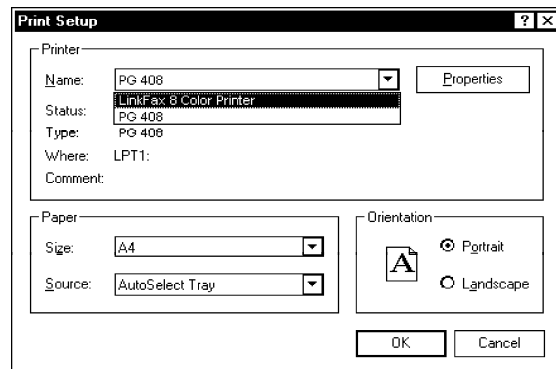 Print Setup
Printer
Name: PG 408 Properties
LinkFax 8 Color Printer
Status: PG 408
Type: PG 408
Where: LPT1:
Comment:
Paper
Size: A4
Source: AutoSelect Tray
Orientation
A
Portrait
Landscape
OK Cancel